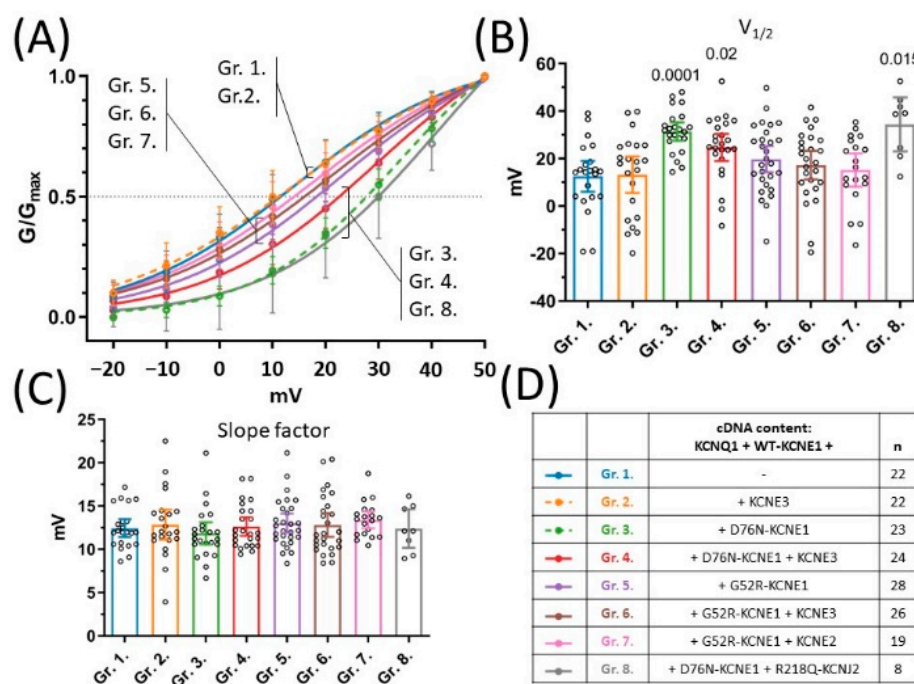 (A)
Gr. 5.
Gr. 6.
Gr. 7.
Gr. 1.
Gr.2.
Gr. 3.
Gr. 4.
Gr. 8.
G/Gmax
1.0
0.5
0.0
−20 −10 0 10 20 30 40 50
mV
(B)
V1/2
0.0001
0.02
0.015
mV
60
40
20
0
-20
-40
Gr. 1. Gr. 2. Gr. 3. Gr. 4. Gr. 5. Gr. 6. Gr. 7. Gr. 8.
(C)
Slope factor
mV
25
20
15
10
5
0
Gr. 1. Gr. 2. Gr. 3. Gr. 4. Gr. 5. Gr. 6. Gr. 7. Gr. 8.
(D)
cDNA content:
KCNQ1 + WT-KCNE1 + n
Gr. 1. - 22
Gr. 2. + KCNE3 22
Gr. 3. + D76N-KCNE1 23
Gr. 4. + D76N-KCNE1 + KCNE3 24
Gr. 5. + G52R-KCNE1 28
Gr. 6. + G52R-KCNE1 + KCNE3 26
Gr. 7. + G52R-KCNE1 + KCNE2 19
Gr. 8. + D76N-KCNE1 + R218Q-KCNJ2 8